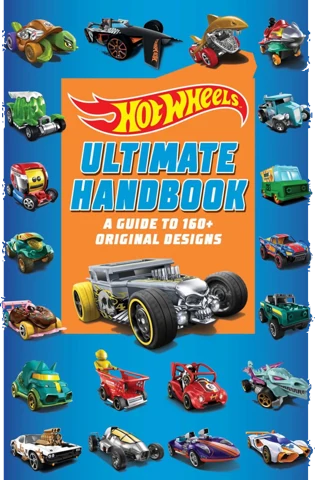 HOT WHEELS
ULTIMATE
HANDBOOK
A GUIDE TO 160+
ORIGINAL DESIGNS